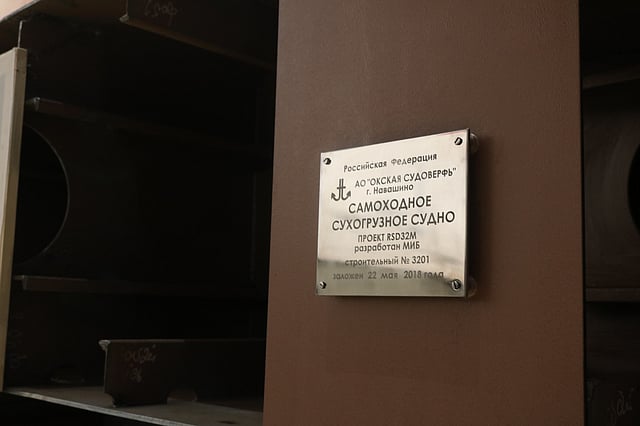 Российская Федерация
АО "ОКСКАЯ СУДОВЕРФЬ"
г. Навашино
САМОХОДНОЕ
СУХОГРУЗНОЕ СУДНО
ПРОЕКТ RSD32M
разработан МИБ
строительный № 3201
заложен 22 мая 2018 года